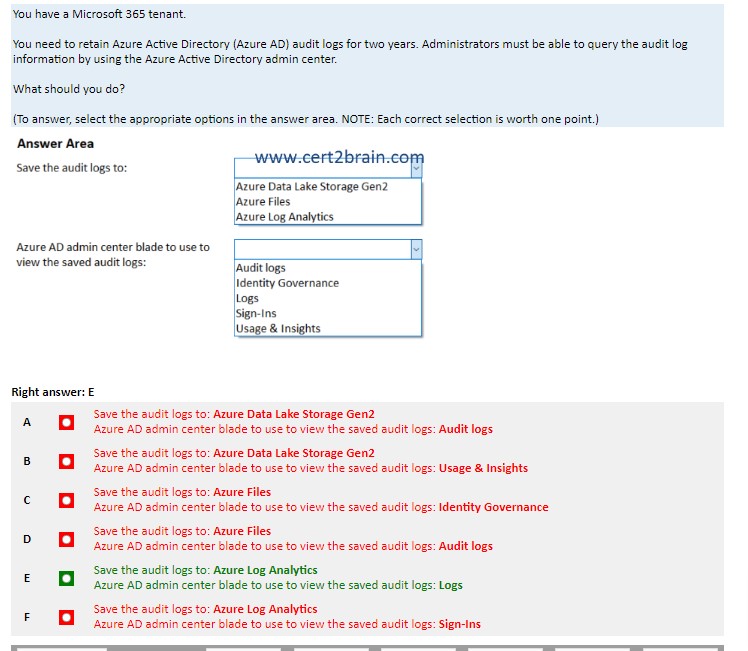 You have a Microsoft 365 tenant.
You need to retain Azure Active Directory (Azure AD) audit logs for two years. Administrators must be able to query the audit log
information by using the Azure Active Directory admin center.
What should you do?
(To answer, select the appropriate options in the answer area. NOTE: Each correct selection is worth one point.)
Answer Area
www.cert2brain.com
Save the audit logs to:
Azure Data Lake Storage Gen2
Azure Files
Azure Log Analytics
Azure AD admin center blade to use to
view the saved audit logs:
Audit logs
Identity Governance
Logs
Sign-Ins
Usage & Insights
Right answer: E
A
Save the audit logs to: Azure Data Lake Storage Gen2
Azure AD admin center blade to use to view the saved audit logs: Audit logs
B
Save the audit logs to: Azure Data Lake Storage Gen2
Azure AD admin center blade to use to view the saved audit logs: Usage & Insights
C
Save the audit logs to: Azure Files
Azure AD admin center blade to use to view the saved audit logs: Identity Governance
D
Save the audit logs to: Azure Files
Azure AD admin center blade to use to view the saved audit logs: Audit logs
E
Save the audit logs to: Azure Log Analytics
Azure AD admin center blade to use to view the saved audit logs: Logs
F
Save the audit logs to: Azure Log Analytics
Azure AD admin center blade to use to view the saved audit logs: Sign-Ins